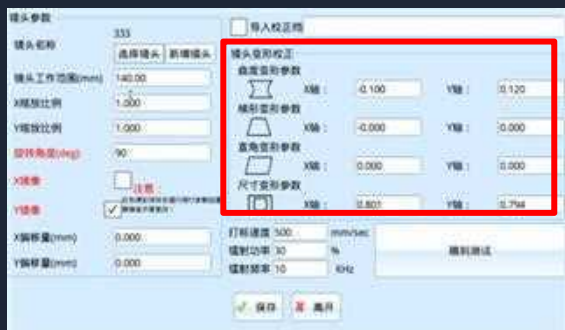 镜头参数
镜头名称
333
选择镜头 新增镜头
镜头工作范围(mm) 140.00
X缩放比例 1.000
Y缩放比例 1.000
旋转角度(deg) 90
X镜像
注意：
Y镜像
X偏移量(mm) 0.000
Y偏移量(mm) 0.000
导入校正档
镜头变形校正
曲度变形参数
X轴： -0.100 Y轴： 0.120
梯形变形参数
X轴： -0.000 Y轴： 0.000
直角变形参数
X轴： 0.000 Y轴： 0.000
尺寸变形参数
X轴： 0.801 Y轴： 0.794
打标速度 500 mm/sec
镭射功率 30 %
镭射频率 10 KHz
雕刻测试
保存 离开